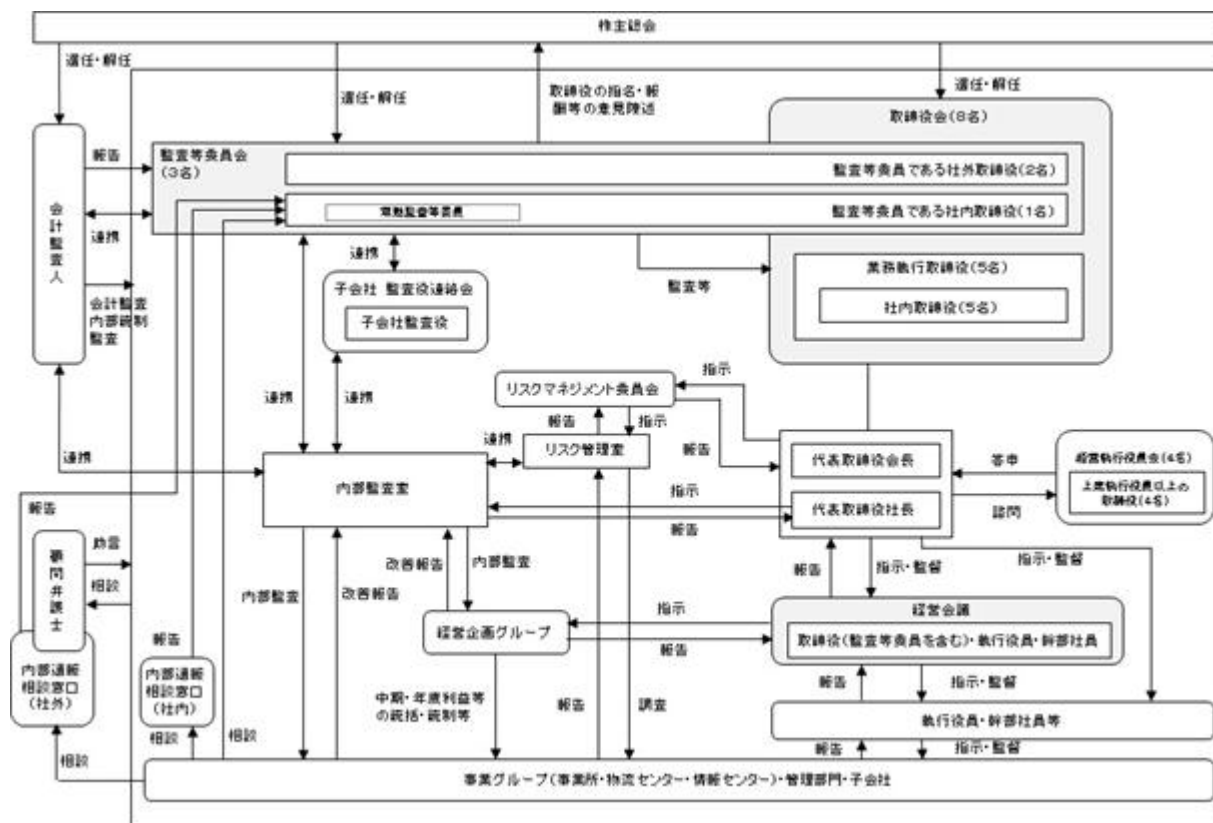 株主総会
選任・解任
選任・解任
取締役の指名・報
酬等の意見陳述
選任・解任
取締役会(8名)
報告
監査等委員会
(3名)
監査等委員である社外取締役(2名)
常勤監査等委員
監査等委員である社内取締役(1名)
会計監査人
連携
会計監査
内部統制
監査
連携
監査等
業務執行取締役(5名)
社内取締役(5名)
子会社 監査役連絡会
子会社監査役
連携
連携
連携
リスクマネジメント委員会
指示
報告
指示
報告
連携
リスク管理室
代表取締役会長
代表取締役社長
答申
諮問
経営執行役員会(4名)
上席執行役員以上の
取締役(4名)
内部監査室
指示
報告
報告
顧問弁護士
助言
相談
内部監査
改善報告
改善報告
内部監査
報告
指示・監督
指示・監督
経営企画グループ
指示
報告
経営会議
取締役(監査等委員を含む)・執行役員・幹部社員
内部通報
相談窓口
(社外)
報告
内部通報
相談窓口
(社内)
中期・年度利益等
の統括・統制等
報告
調査
報告
指示・監督
執行役員・幹部社員等
相談
相談
相談
報告
指示・監督
事業グループ(事業所・物流センター・情報センター)・管理部門・子会社